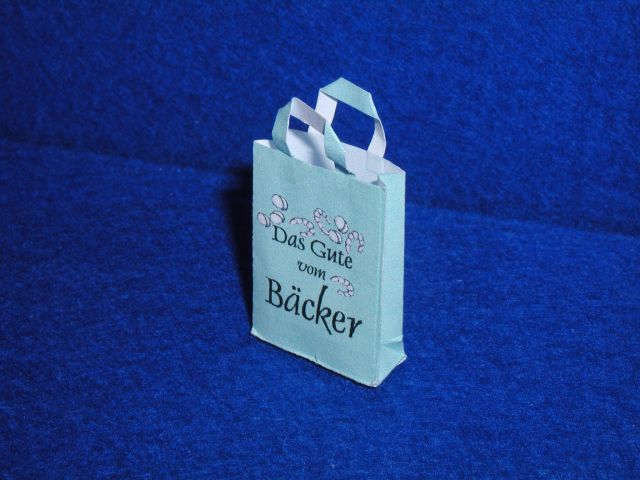 Das Gute
vom
Bäcker